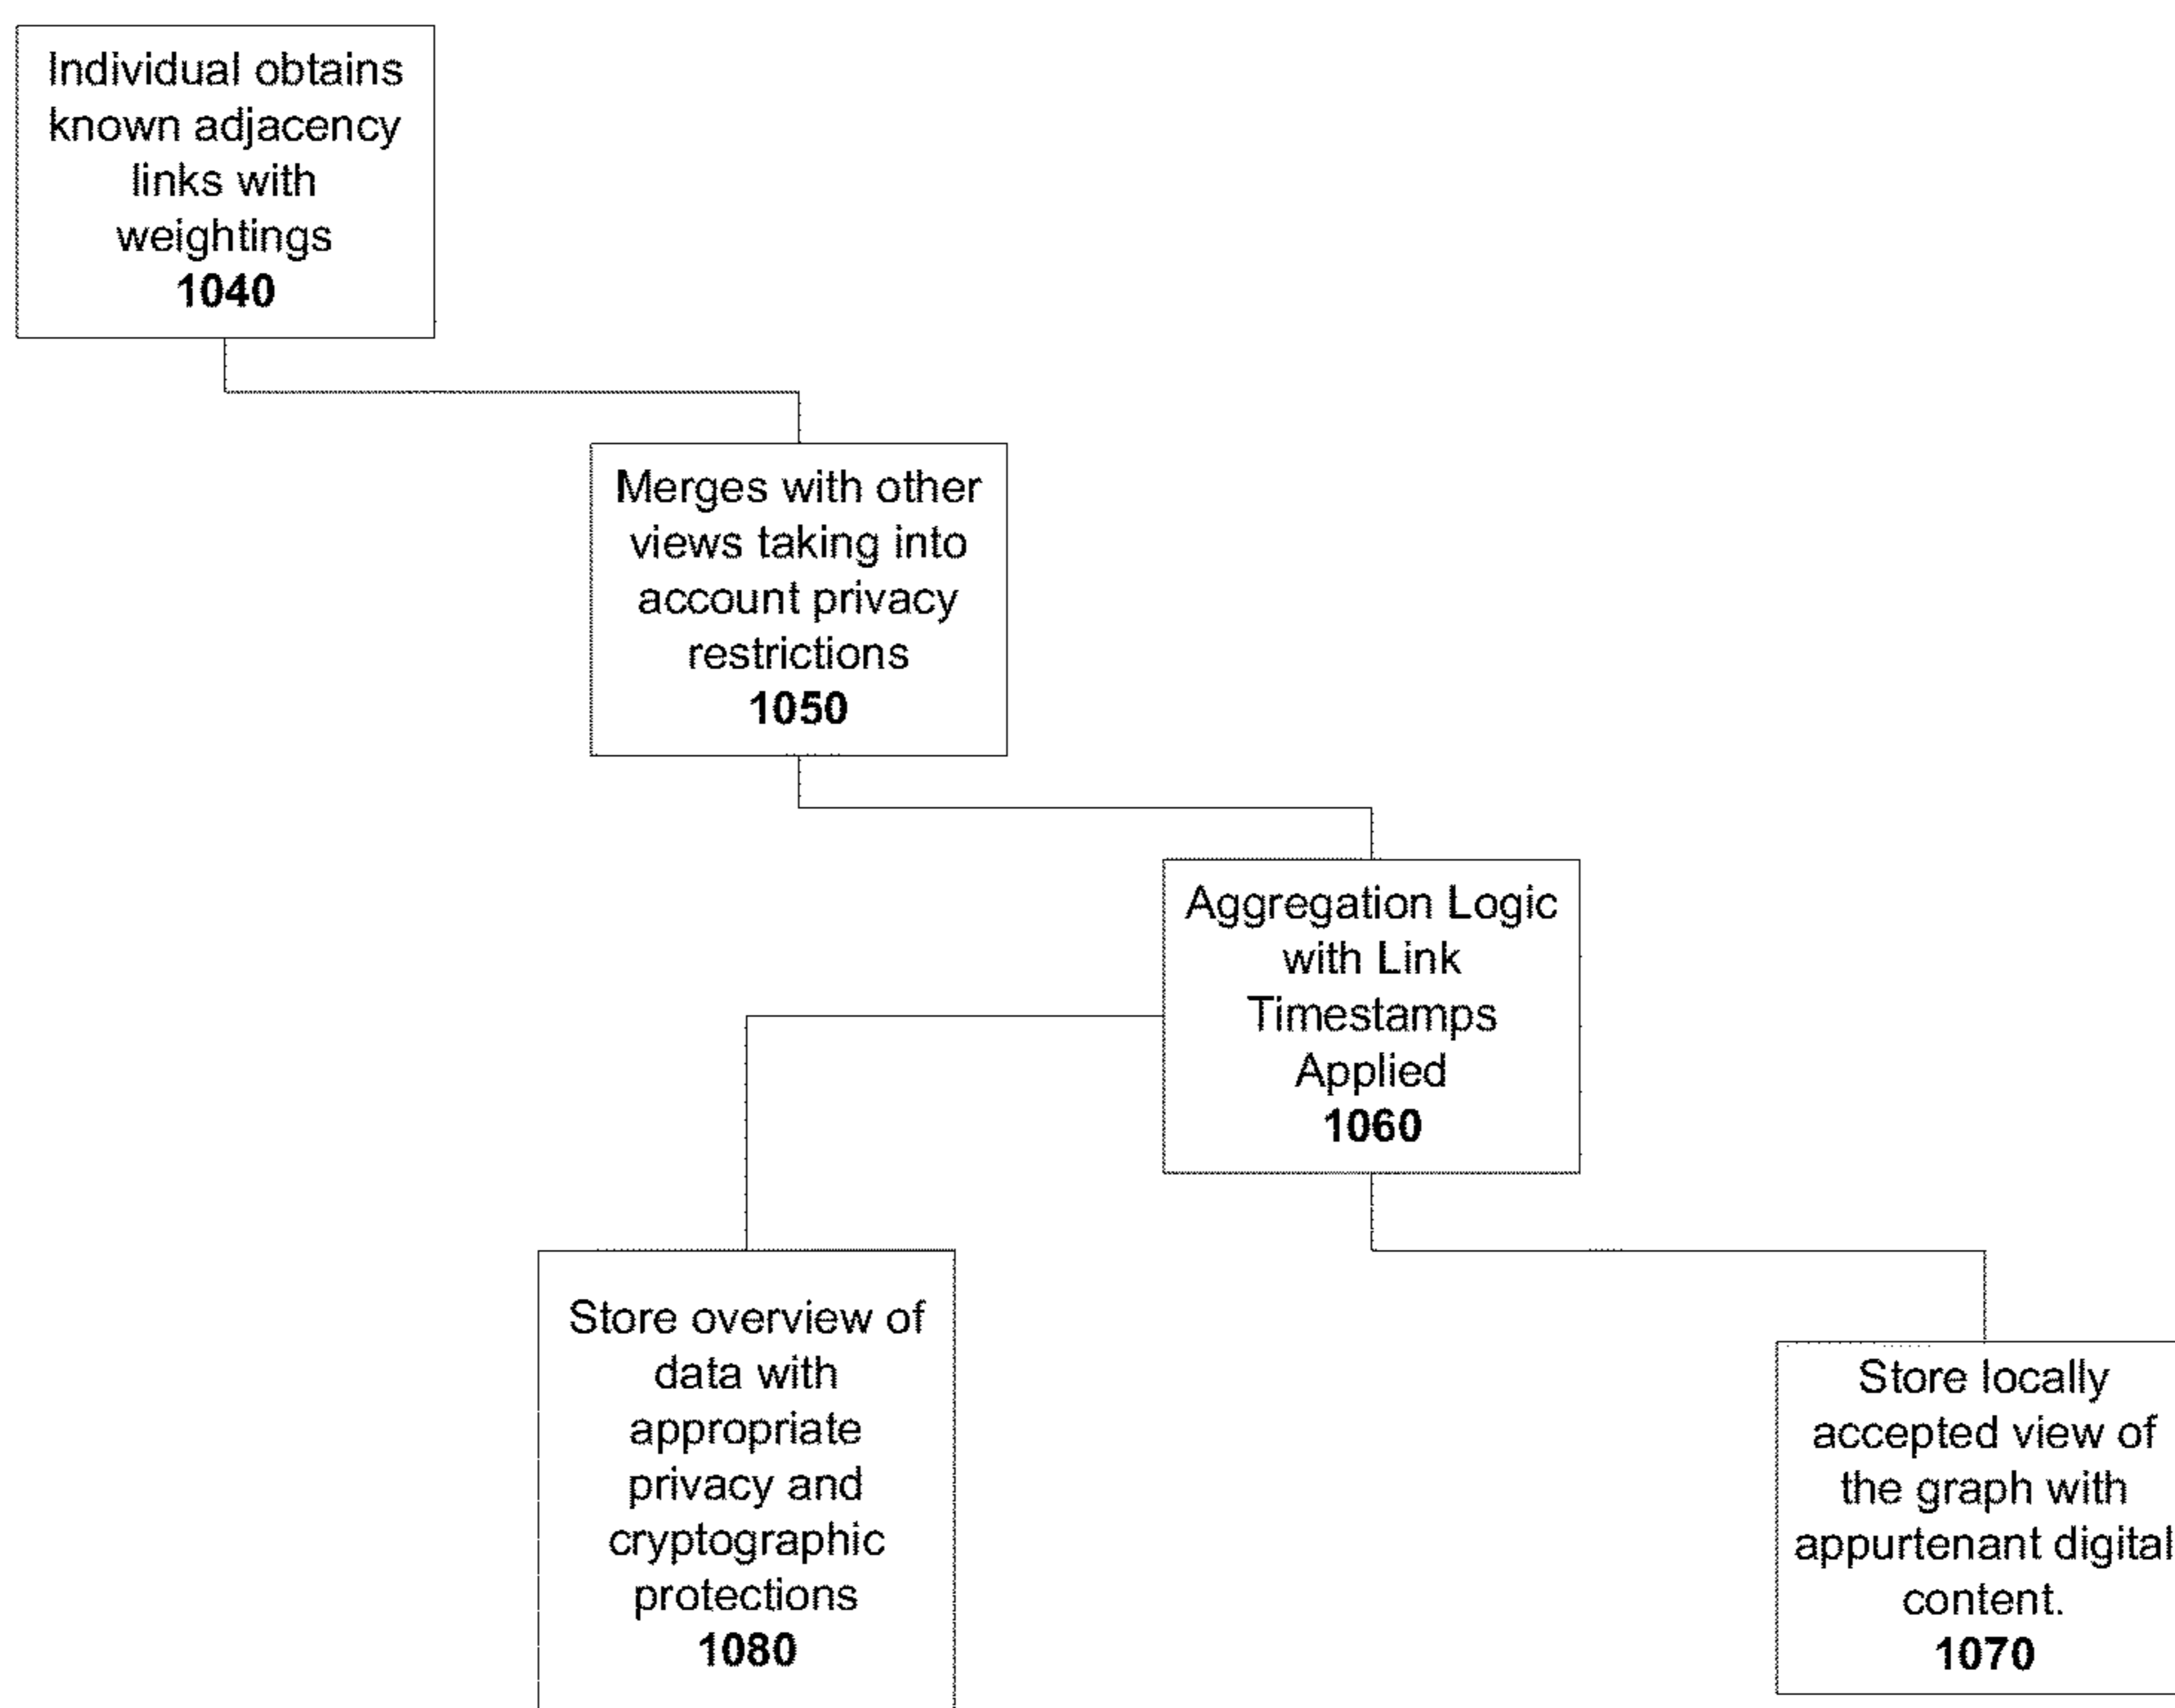 Individual obtains
known adjacency
links with
weightings
1040
Merges with other
views taking into
account privacy
restrictions
1050
Aggregation Logic
with Link
Timestamps
Applied
1060
Store overview of
data with
appropriate
privacy and
cryptographic
protections
1080
Store locally
accepted view of
the graph with
appurtenant digital
content.
1070